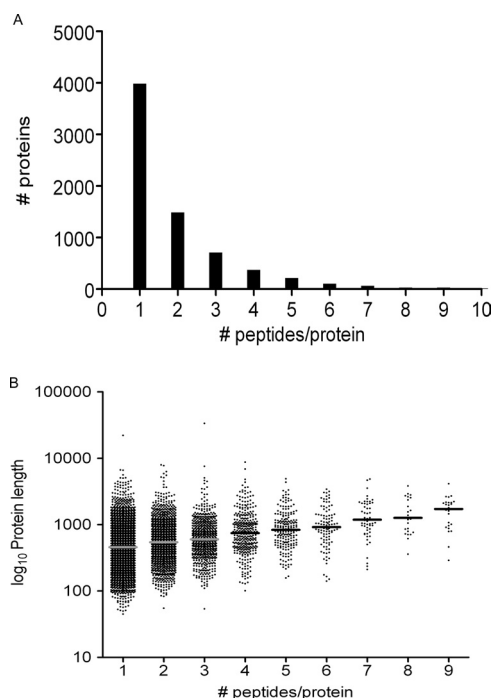 A
5000
4000
3000
2000
1000
0
# proteins
0 1 2 3 4 5 6 7 8 9 10
# peptides/protein
B
100000
10000
1000
100
10
log10 Protein length
1 2 3 4 5 6 7 8 9
# peptides/protein